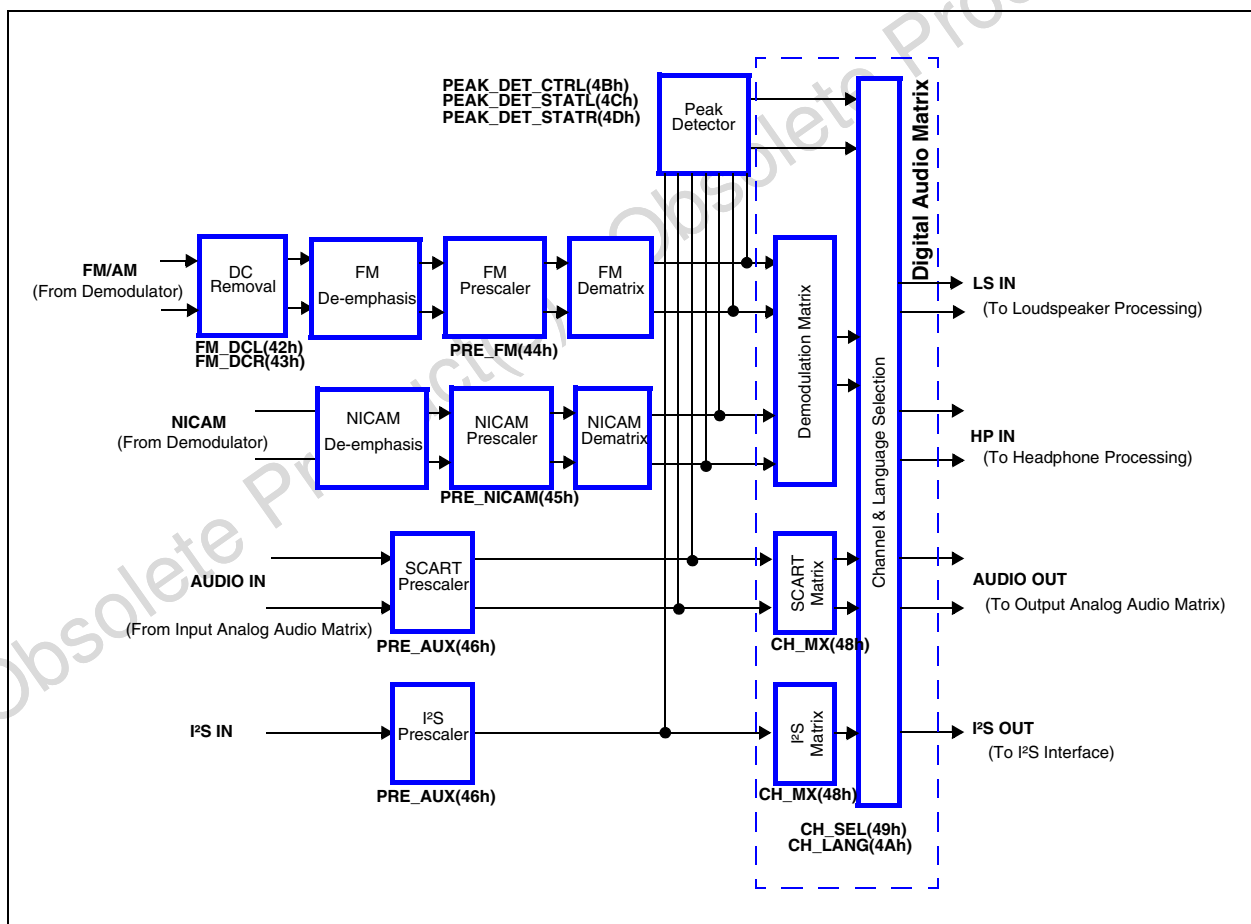 Obsolete Product(s) - Obsolete Pro
PEAK_DET_CTRL(4Bh)
PEAK_DET_STATL(4Ch)
PEAK_DET_STATR(4Dh)
Peak
Detector
Digital Audio Matrix
FM/AM
(From Demodulator)
DC
Removal
FM_DCL(42h)
FM_DCR(43h)
FM
De-emphasis
FM
Prescaler
PRE_FM(44h)
FM
Dematrix
Demodulation Matrix
Channel & Language Selection
LS IN
(To Loudspeaker Processing)
NICAM
(From Demodulator)
NICAM
De-emphasis
NICAM
Prescaler
PRE_NICAM(45h)
NICAM
Dematrix
HP IN
(To Headphone Processing)
AUDIO IN
(From Input Analog Audio Matrix)
SCART
Prescaler
PRE_AUX(46h)
SCART
Matrix
CH_MX(48h)
AUDIO OUT
(To Output Analog Audio Matrix)
I²S IN
I²S
Prescaler
PRE_AUX(46h)
I²S
Matrix
CH_MX(48h)
I²S OUT
(To I²S Interface)
CH_SEL(49h)
CH_LANG(4Ah)